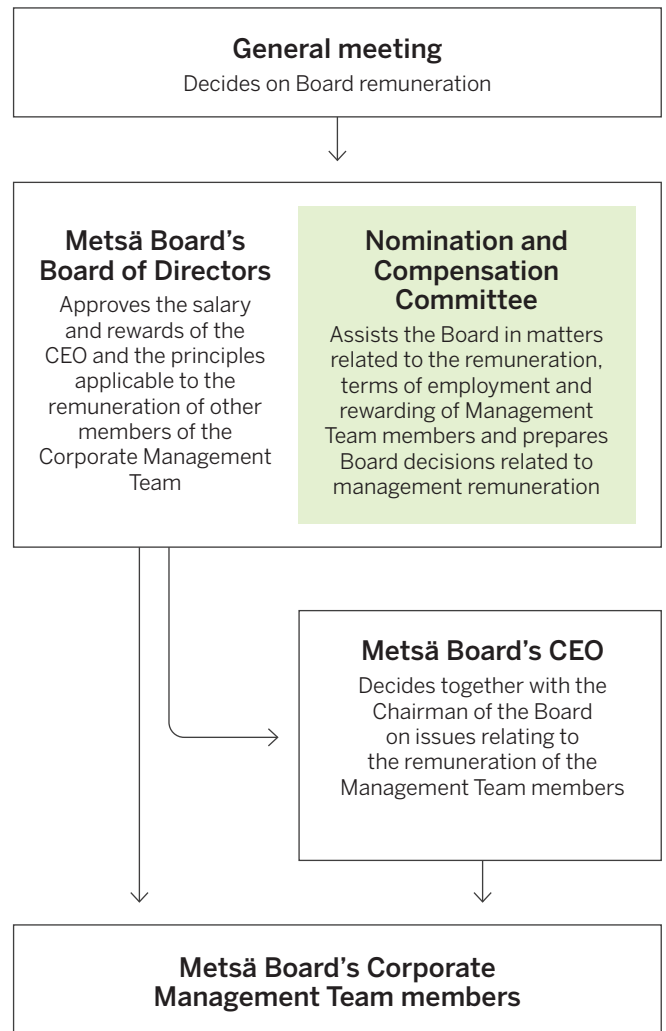 General meeting
Decides on Board remuneration
Metsä Board’s
Board of Directors
Approves the salary
and rewards of the
CEO and the principles
applicable to the
remuneration of other
members of the
Corporate Management
Team
Nomination and
Compensation
Committee
Assists the Board in matters
related to the remuneration,
terms of employment and
rewarding of Management
Team members and prepares
Board decisions related to
management remuneration
Metsä Board’s CEO
Decides together with the
Chairman of the Board
on issues relating to
the remuneration of the
Management Team members
Metsä Board’s Corporate
Management Team members